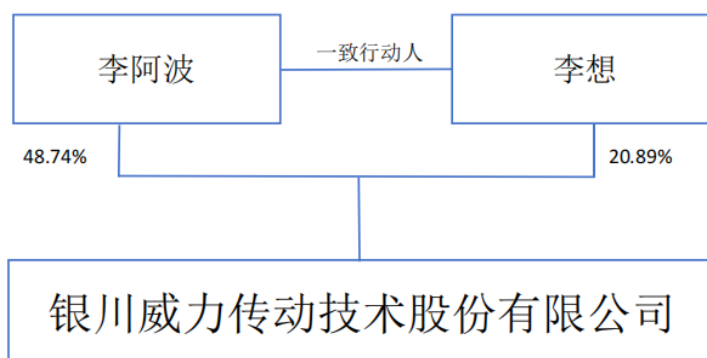 李阿波
一致行动人
李想
48.74%
20.89%
银川威力传动技术股份有限公司